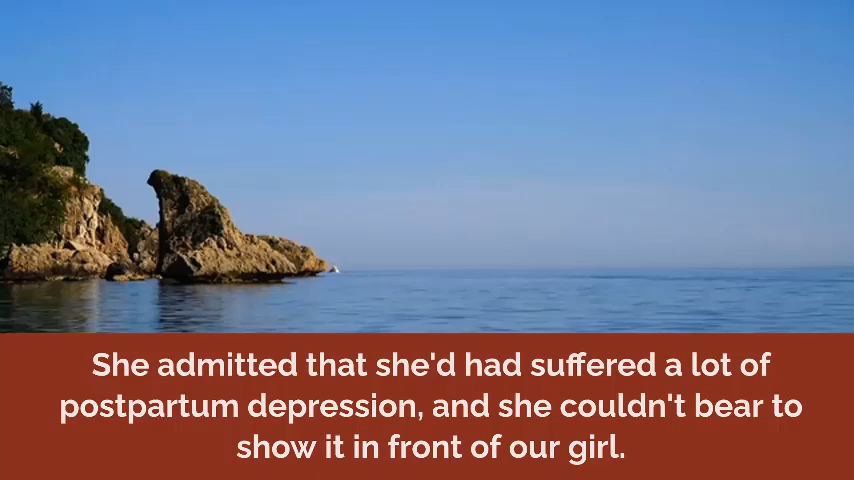 She admitted that she'd had suffered a lot of
postpartum depression, and she couldn't bear to
show it in front of our girl.